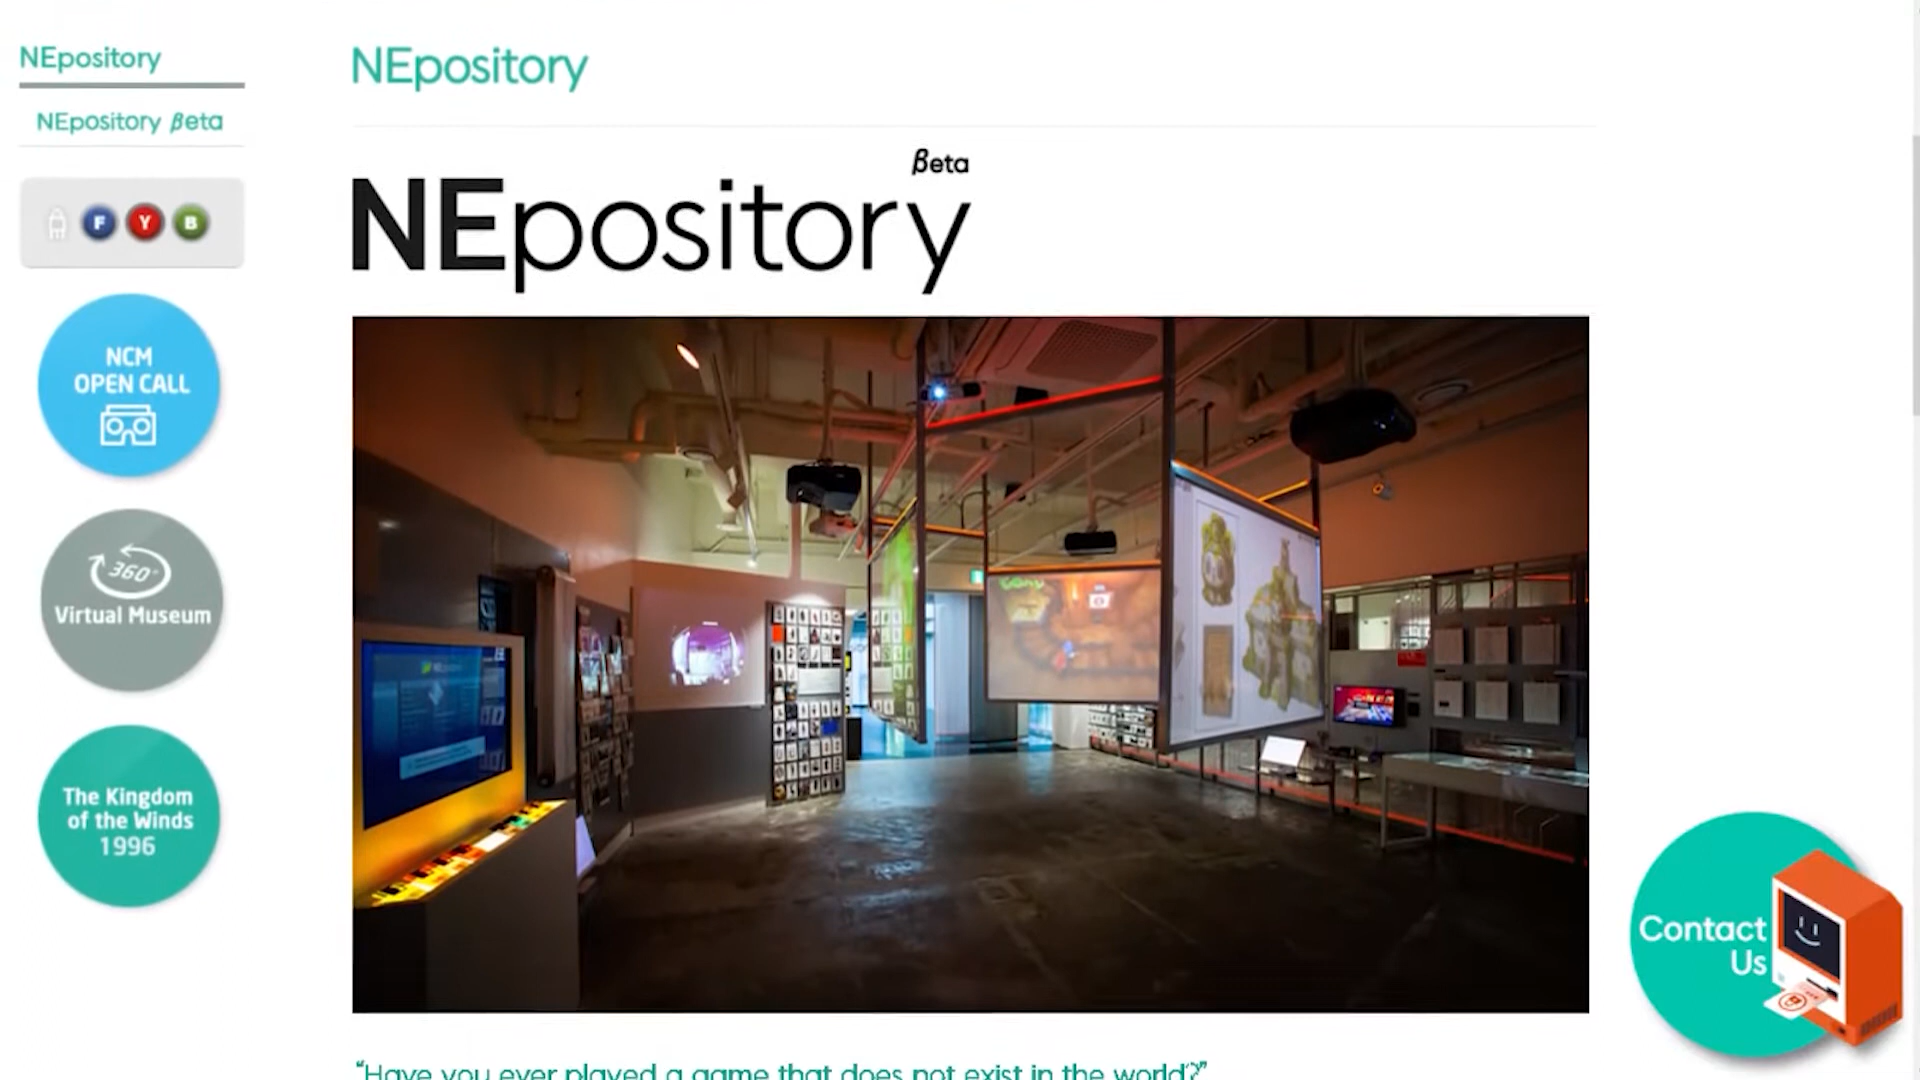 NEpository
NEpository βeta
F Y B
NCM
OPEN CALL
360°
Virtual Museum
The Kingdom
of the Winds
1996
NEpository
βeta
NEpository
Contact
Us
“Have you ever played a game that does not exist in the world?”